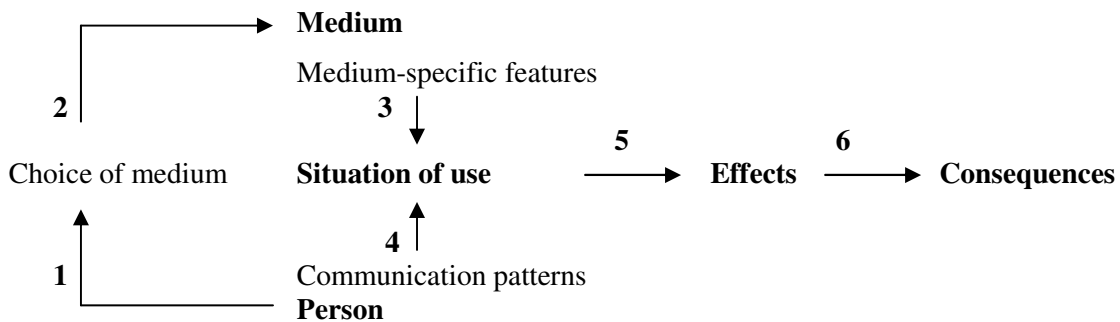 Medium
Medium-specific features
2
3
5
6
Choice of medium
Situation of use
Effects
Consequences
4
1
Communication patterns
Person